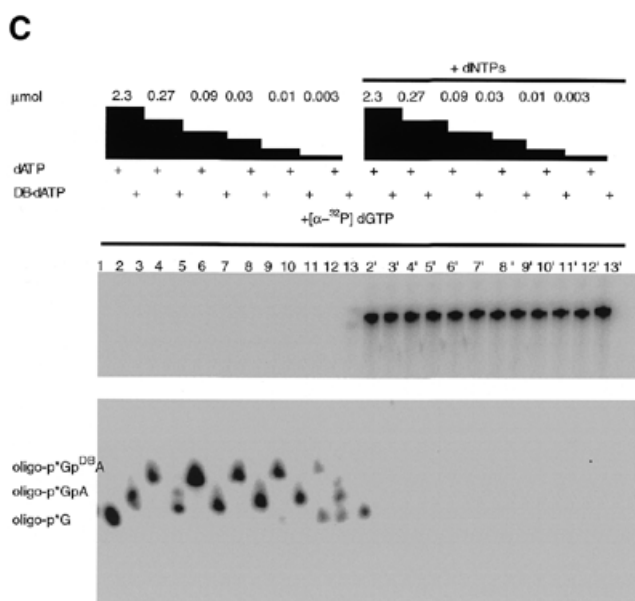 C
+ dNTPs
μmol 2.3 0.27 0.09 0.03 0.01 0.003 2.3 0.27 0.09 0.03 0.01 0.003
dATP + + + + + + + + + + + +
DB-dATP + + + + + + + + + + + +
+[α-³²P] dGTP
1 2 3 4 5 6 7 8 9 10 11 12 13 2' 3' 4' 5' 6' 7' 8' 9' 10' 11' 12' 13'
oligo-p*Gp^DB A
oligo-p*GpA
oligo-p*G